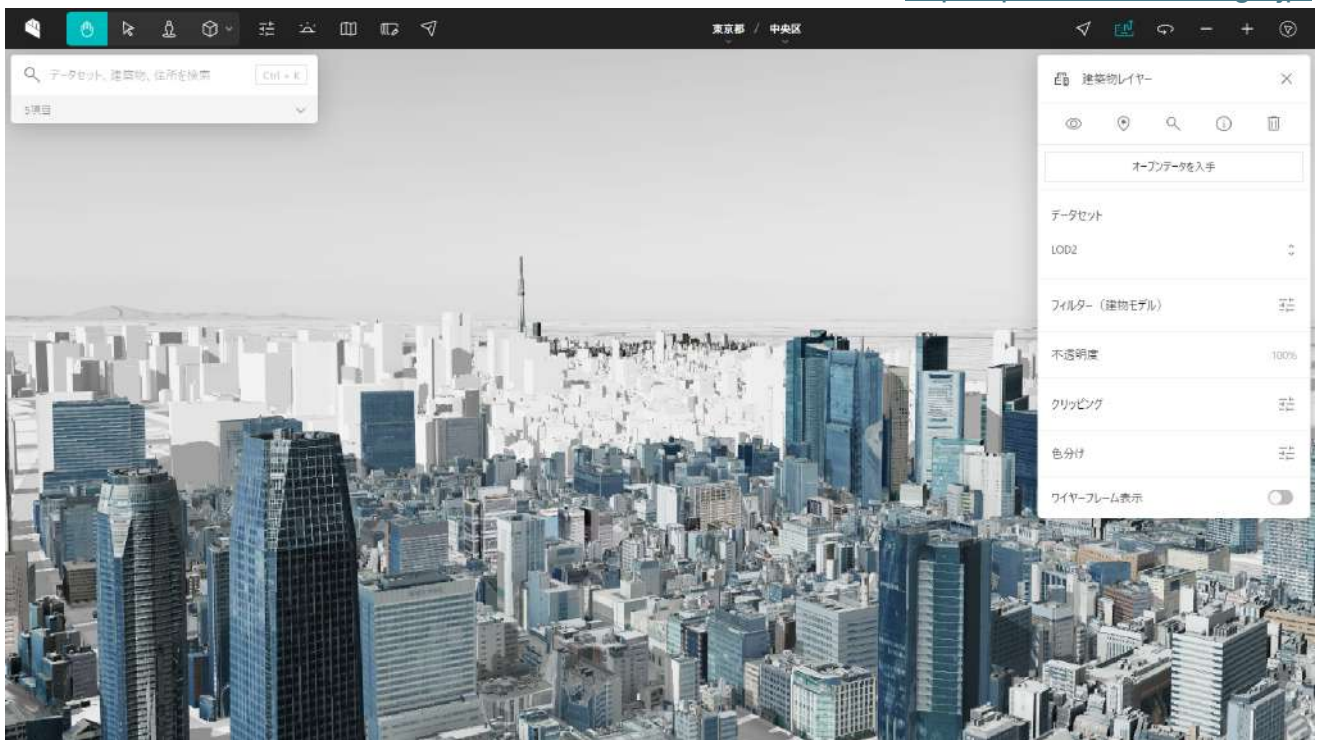 東京都 / 中央区
データセット、建築物、住所を検索 Ctrl + K
5項目
建築物レイヤー
オープンデータを入手
データセット
LOD2
フィルター（建物モデル）
不透明度 100%
クリッピング
色分け
ワイヤーフレーム表示